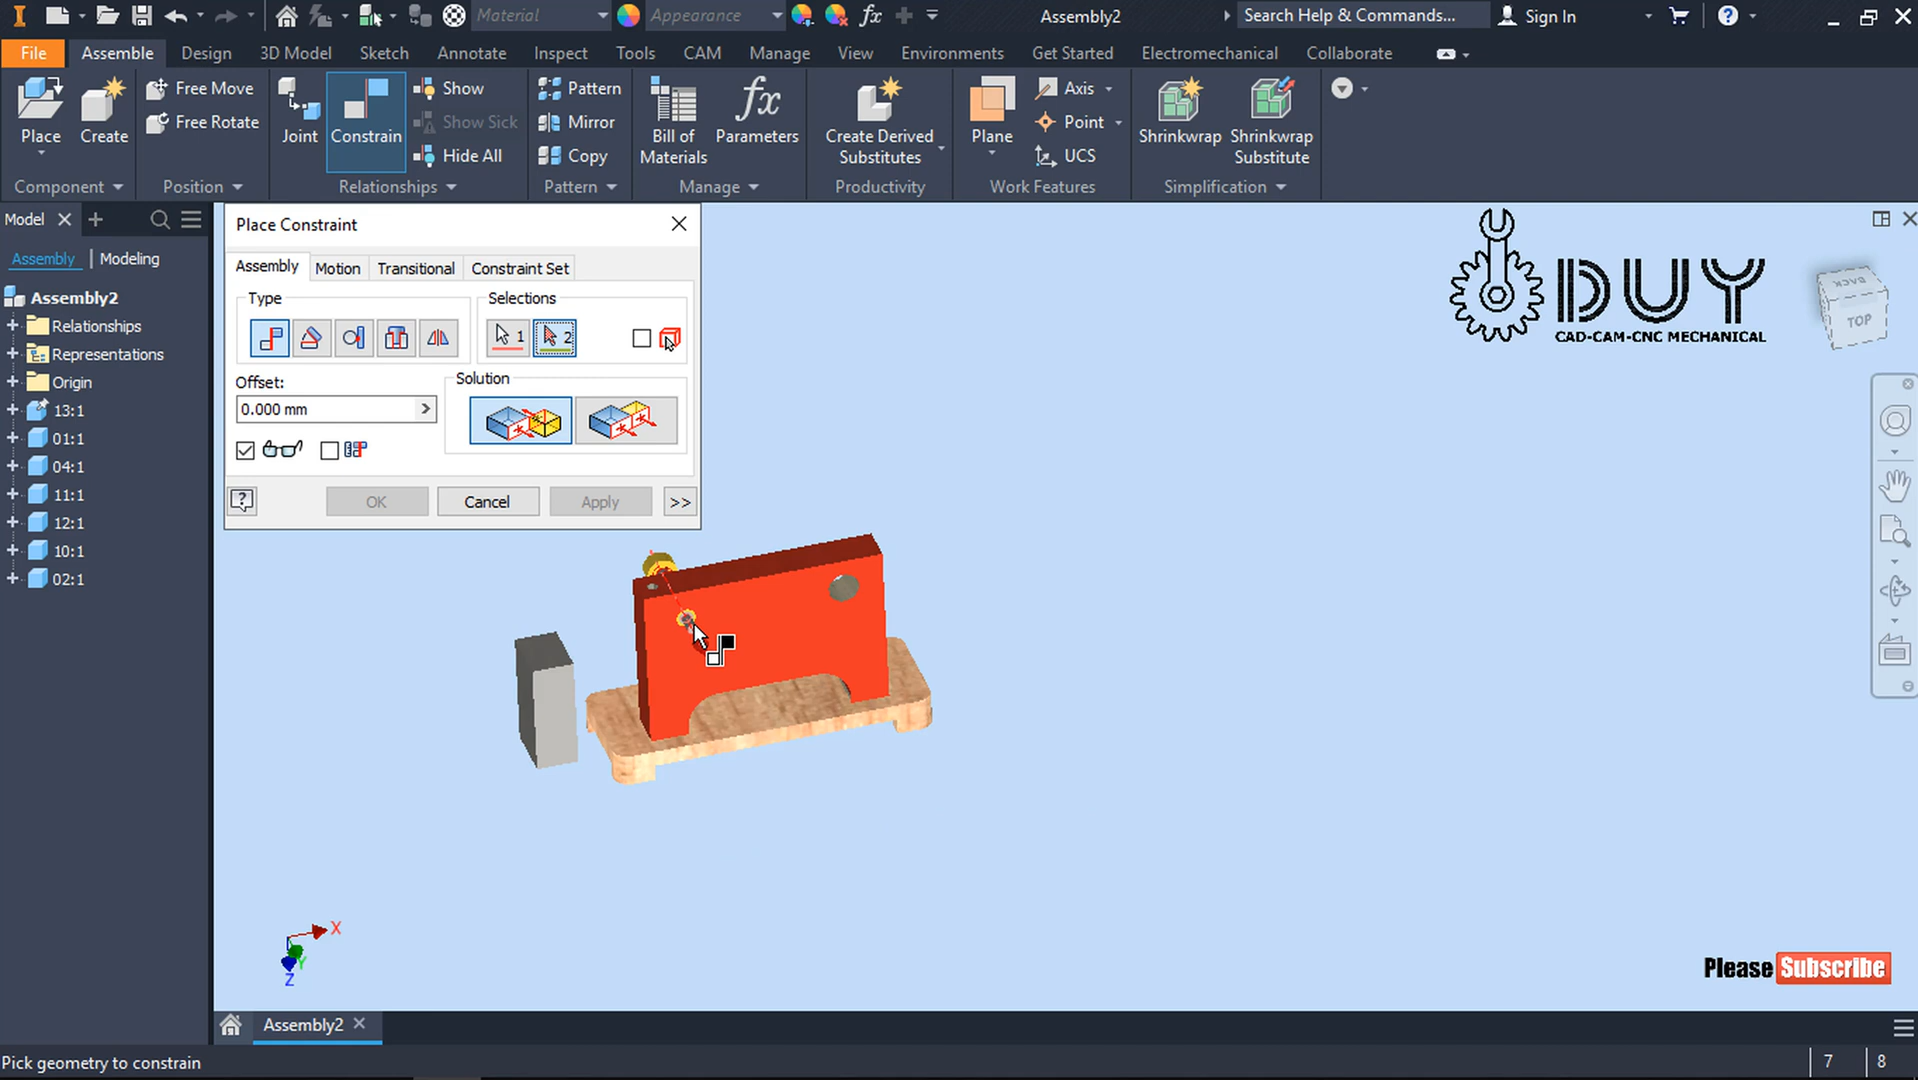 Material
Appearance
fx
Assembly2
Search Help & Commands...
Sign In
File
Assemble
Design
3D Model
Sketch
Annotate
Inspect
Tools
CAM
Manage
View
Environments
Get Started
Electromechanical
Collaborate
Place
Create
Free Move
Free Rotate
Joint
Constrain
Show
Show Sick
Hide All
Pattern
Mirror
Copy
Bill of
Materials
fx
Parameters
Create Derived
Substitutes
Plane
Axis
Point
UCS
Shrinkwrap
Shrinkwrap
Substitute
Component
Position
Relationships
Pattern
Manage
Productivity
Work Features
Simplification
Model
Assembly
Modeling
Assembly2
Relationships
Representations
Origin
13:1
01:1
04:1
11:1
12:1
10:1
02:1
Place Constraint
Assembly
Motion
Transitional
Constraint Set
Type
Selections
1
2
Offset:
0.000 mm
Solution
OK
Cancel
Apply
>>
DUY
CAD-CAM-CNC MECHANICAL
BACK
TOP
X
Y
Z
Please Subscribe
Assembly2
Pick geometry to constrain
7
8